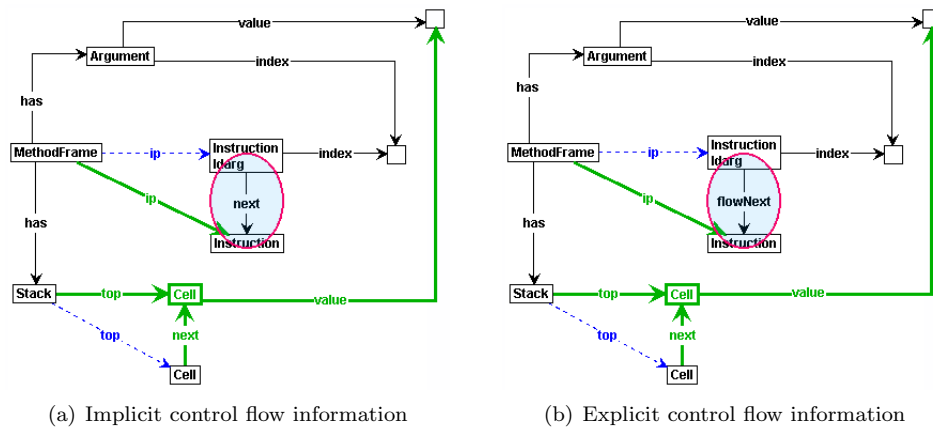 value
Argument
index
has
MethodFrame
ip
Instruction
ldarg
index
next
ip
has
Instruction
Stack
top
Cell
value
top
next
Cell
(a) Implicit control flow information
value
Argument
index
has
MethodFrame
ip
Instruction
ldarg
index
flowNext
ip
has
Instruction
Stack
top
Cell
value
top
next
Cell
(b) Explicit control flow information